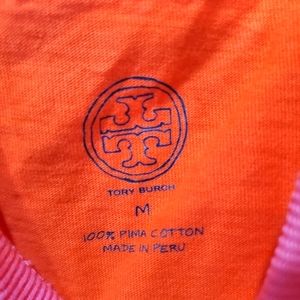 TORY BURCH
M
100% PIMA COTTON
MADE IN PERU